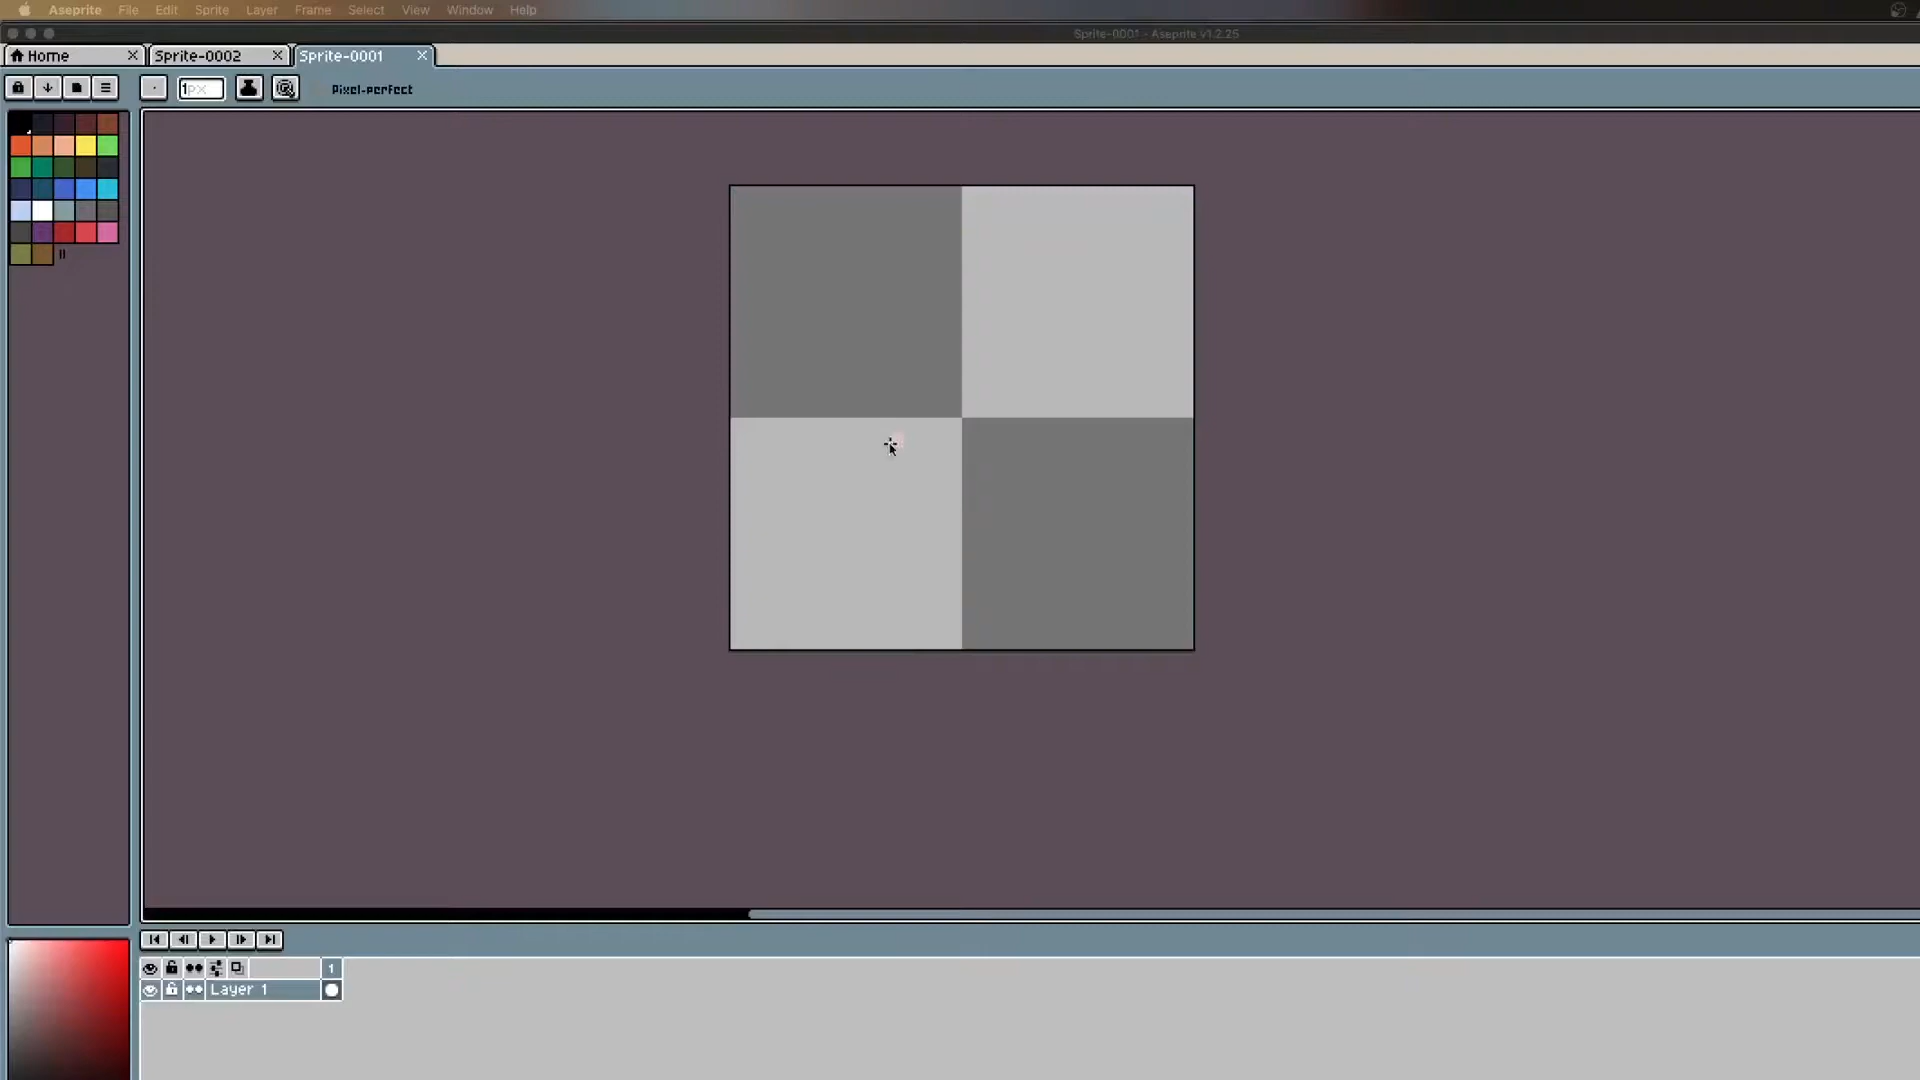 Aseprite File Edit Sprite Layer Frame Select View Window Help
Sprite-0001 - Aseprite v1.2.25
Home Sprite-0002 Sprite-0001
1px Pixel-perfect
1
Layer 1